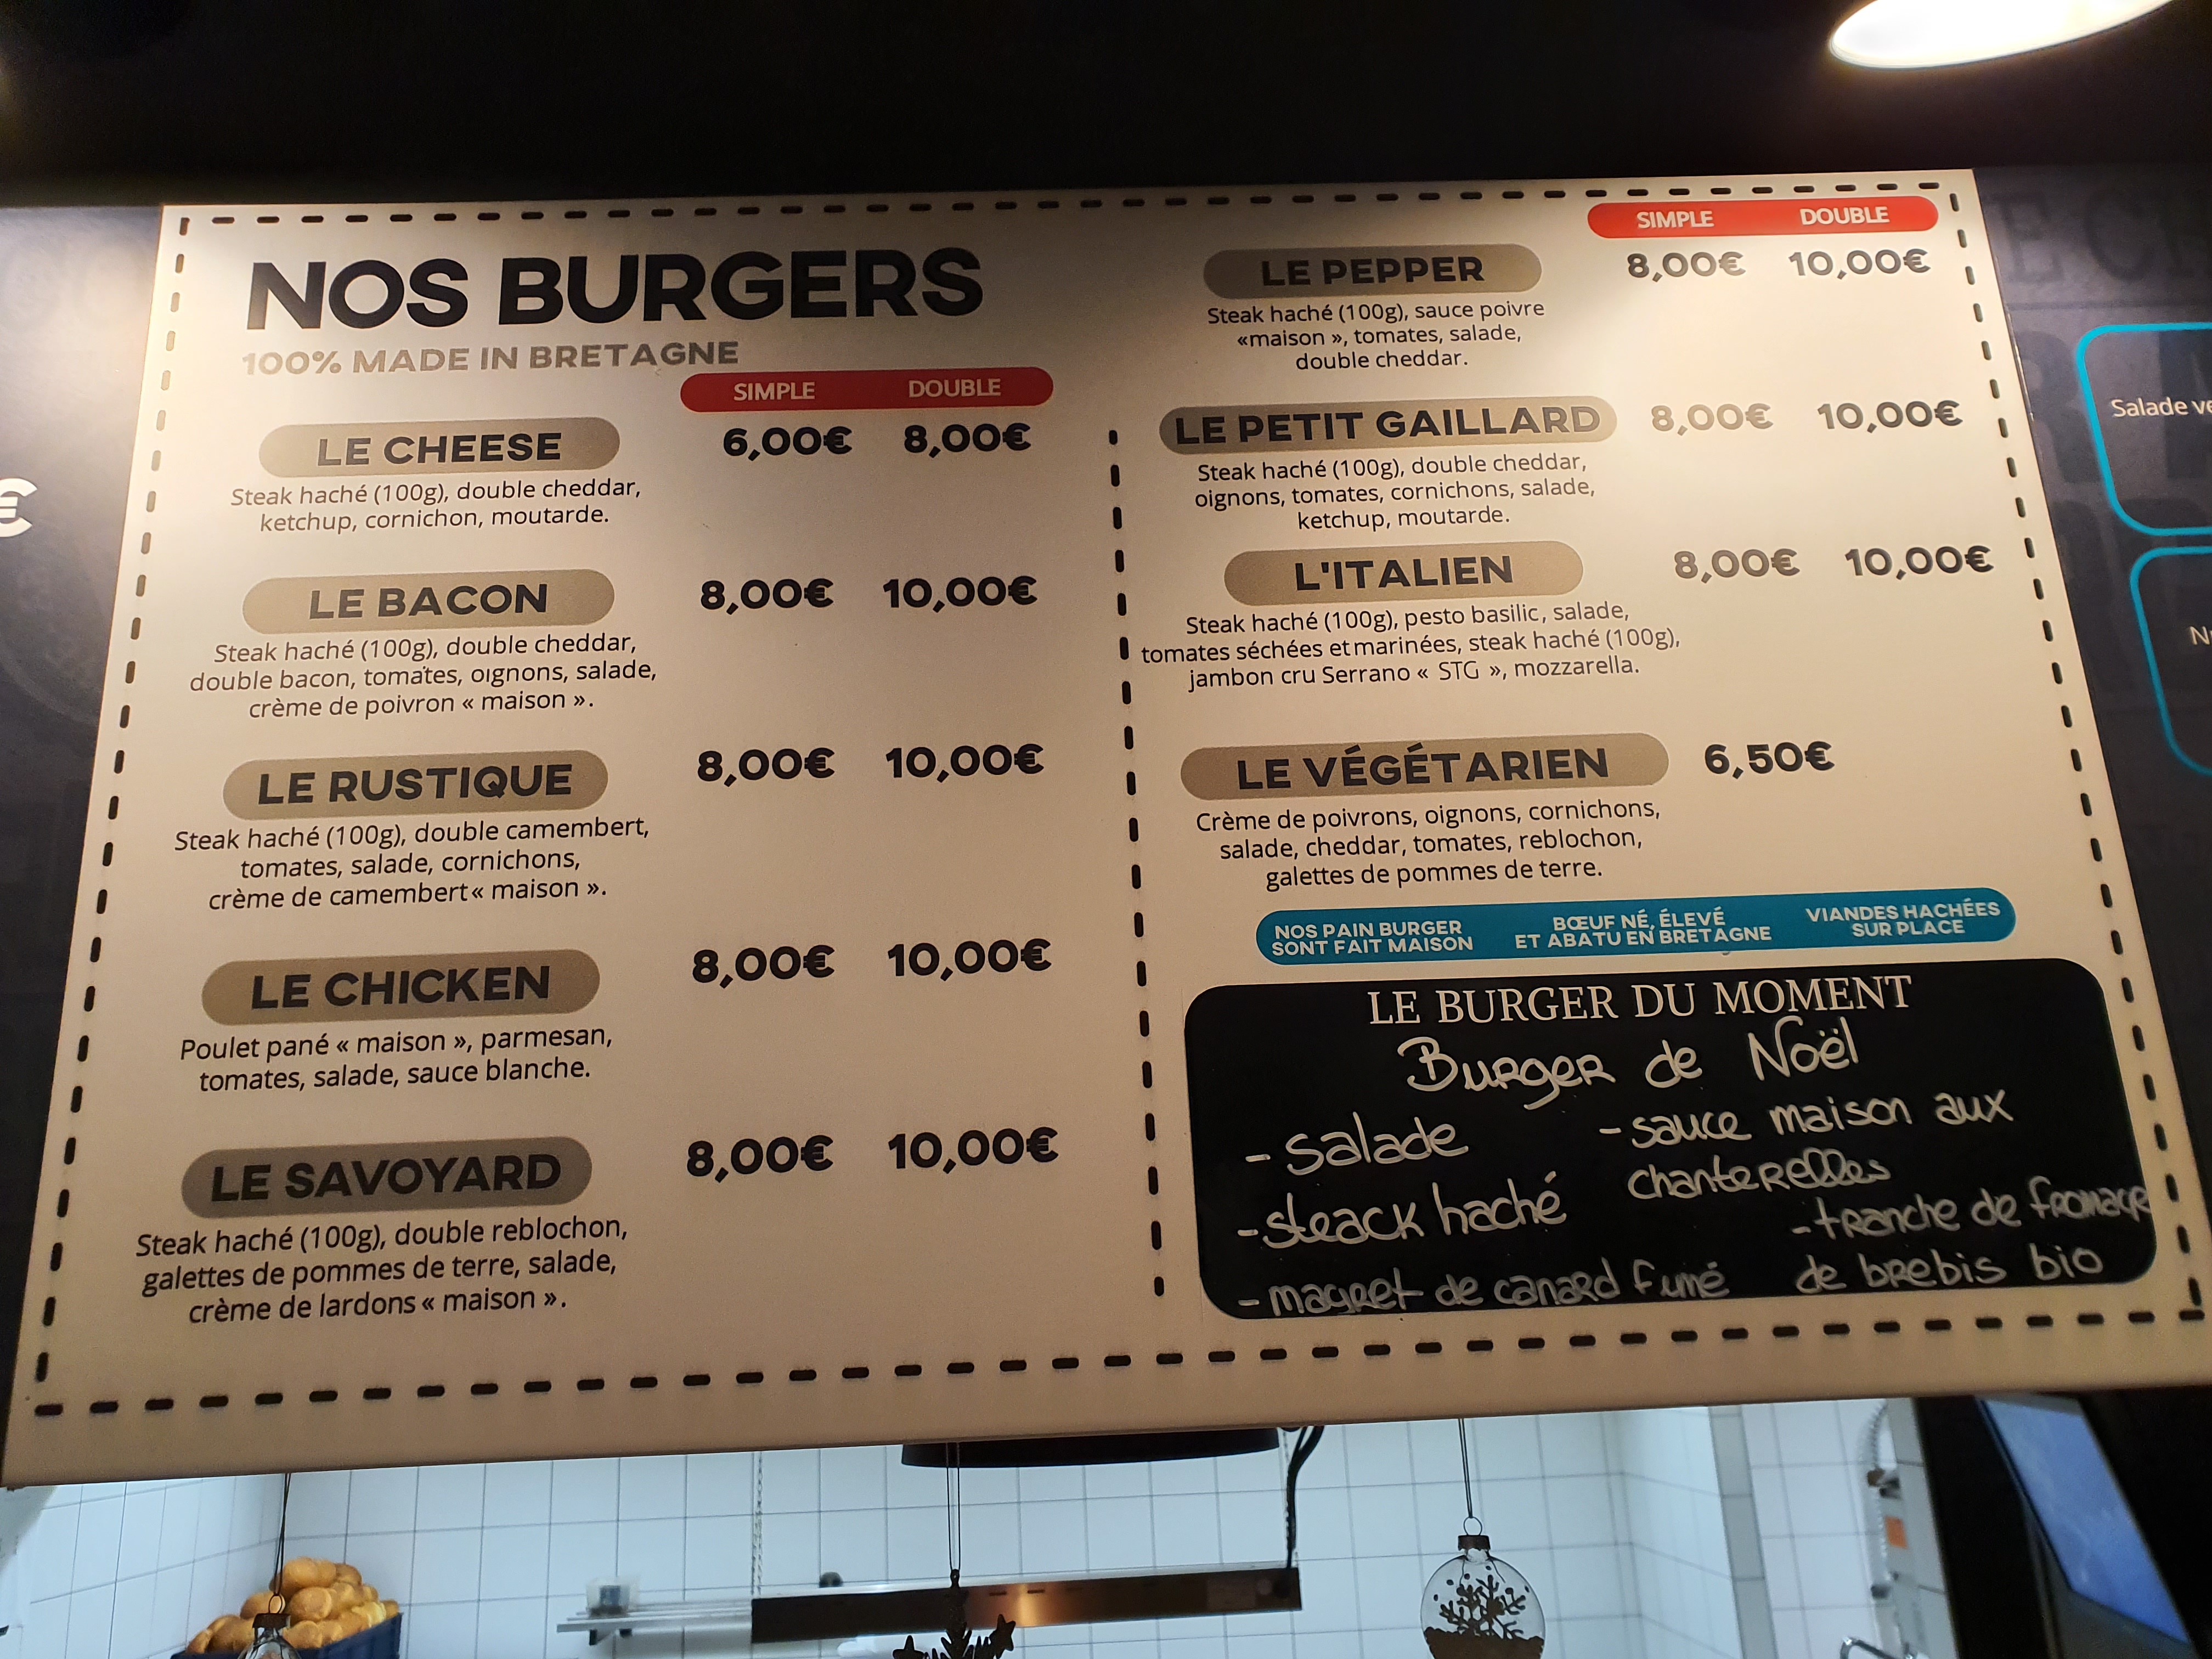 NOS BURGERS
100% MADE IN BRETAGNE
SIMPLE DOUBLE
LE CHEESE 6,00€ 8,00€
Steak haché (100g), double cheddar,
ketchup, cornichon, moutarde.
LE BACON 8,00€ 10,00€
Steak haché (100g), double cheddar,
double bacon, tomates, oignons, salade,
crème de poivron « maison ».
LE RUSTIQUE 8,00€ 10,00€
Steak haché (100g), double camembert,
tomates, salade, cornichons,
crème de camembert « maison ».
LE CHICKEN 8,00€ 10,00€
Poulet pané « maison », parmesan,
tomates, salade, sauce blanche.
LE SAVOYARD 8,00€ 10,00€
Steak haché (100g), double reblochon,
galettes de pommes de terre, salade,
crème de lardons « maison ».
SIMPLE DOUBLE
LE PEPPER 8,00€ 10,00€
Steak haché (100g), sauce poivre
«maison », tomates, salade,
double cheddar.
LE PETIT GAILLARD 8,00€ 10,00€
Steak haché (100g), double cheddar,
oignons, tomates, cornichons, salade,
ketchup, moutarde.
L'ITALIEN 8,00€ 10,00€
Steak haché (100g), pesto basilic, salade,
tomates séchées et marinées, steak haché (100g),
jambon cru Serrano « STG », mozzarella.
LE VÉGÉTARIEN 6,50€
Crème de poivrons, oignons, cornichons,
salade, cheddar, tomates, reblochon,
galettes de pommes de terre.
NOS PAIN BURGER
SONT FAIT MAISON
BŒUF NÉ, ÉLEVÉ
ET ABATU EN BRETAGNE
VIANDES HACHÉES
SUR PLACE
LE BURGER DU MOMENT
Burger de Noël
- Salade
- steack haché
- magret de canard fumé
- sauce maison aux
chanterelles
- tranche de fromage
de brebis bio
€
Salade